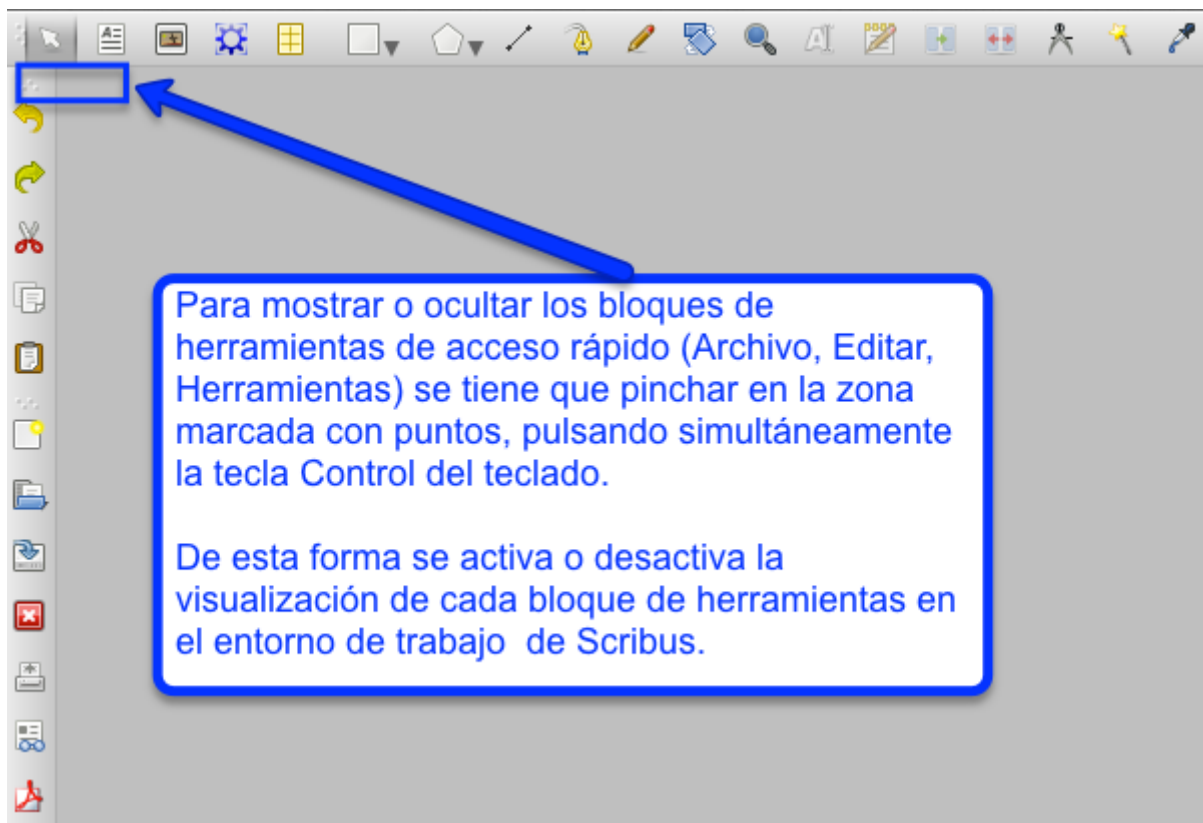 Para mostrar o ocultar los bloques de
herramientas de acceso rápido (Archivo, Editar,
Herramientas) se tiene que pinchar en la zona
marcada con puntos, pulsando simultáneamente
la tecla Control del teclado.
De esta forma se activa o desactiva la
visualización de cada bloque de herramientas en
el entorno de trabajo  de Scribus.